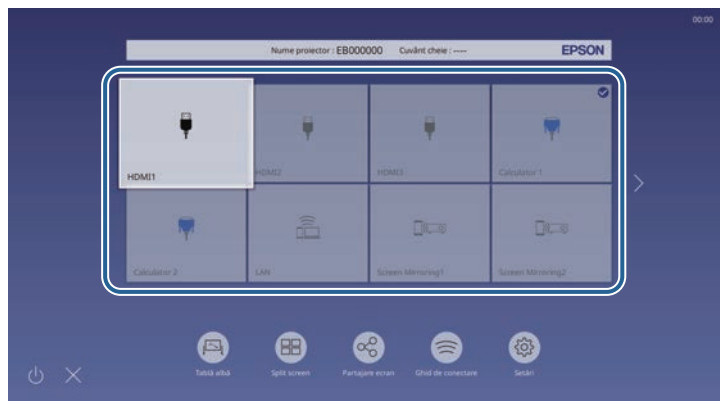 00:00
Nume proiector : EB000000 Cuvânt cheie : ---- EPSON
HDMI1 HDMI2 HDMI3 Calculator 1
Calculator 2 LAN Screen Mirroring1 Screen Mirroring2
Tablă albă Split screen Partajare ecran Ghid de conectare Setări